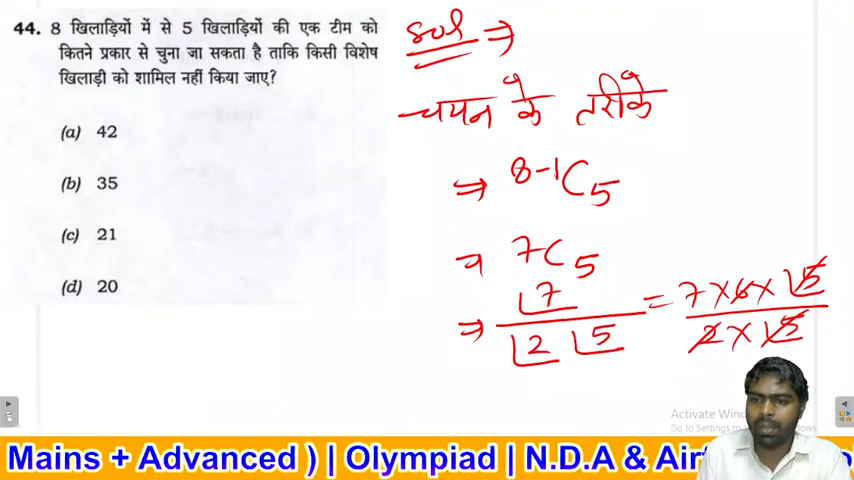 44. 8 खिलाड़ियों में से 5 खिलाड़ियों की एक टीम को
कितने प्रकार से चुना जा सकता है ताकि किसी विशेष
खिलाड़ी को शामिल नहीं किया जाए?
(a) 42
(b) 35
(c) 21
(d) 20
Sol ⇒
चयन के तरीके
⇒ 8-1C5
⇒ 7C5
⇒ ⌊7 / ⌊2 ⌊5 = 7×6×⌊5 / 2×⌊5
Activate Wind
Go to Settings to
Mains + Advanced ) | Olympiad | N.D.A & Air